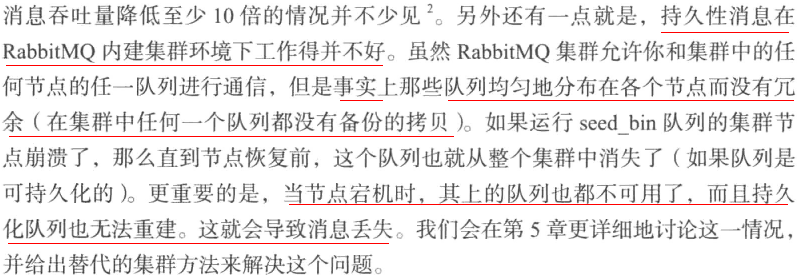 消息吞吐量降低至少 10 倍的情况并不少见 2。另外还有一点就是，持久性消息在
RabbitMQ 内建集群环境下工作得并不好。虽然 RabbitMQ 集群允许你和集群中的任
何节点的任一队列进行通信，但是事实上那些队列均匀地分布在各个节点而没有冗
余（在集群中任何一个队列都没有备份的拷贝）。如果运行 seed_bin 队列的集群节
点崩溃了，那么直到节点恢复前，这个队列也就从整个集群中消失了（如果队列是
可持久化的）。更重要的是，当节点宕机时，其上的队列也都不可用了，而且持久
化队列也无法重建。这就会导致消息丢失。我们会在第 5 章更详细地讨论这一情况，
并给出替代的集群方法来解决这个问题。